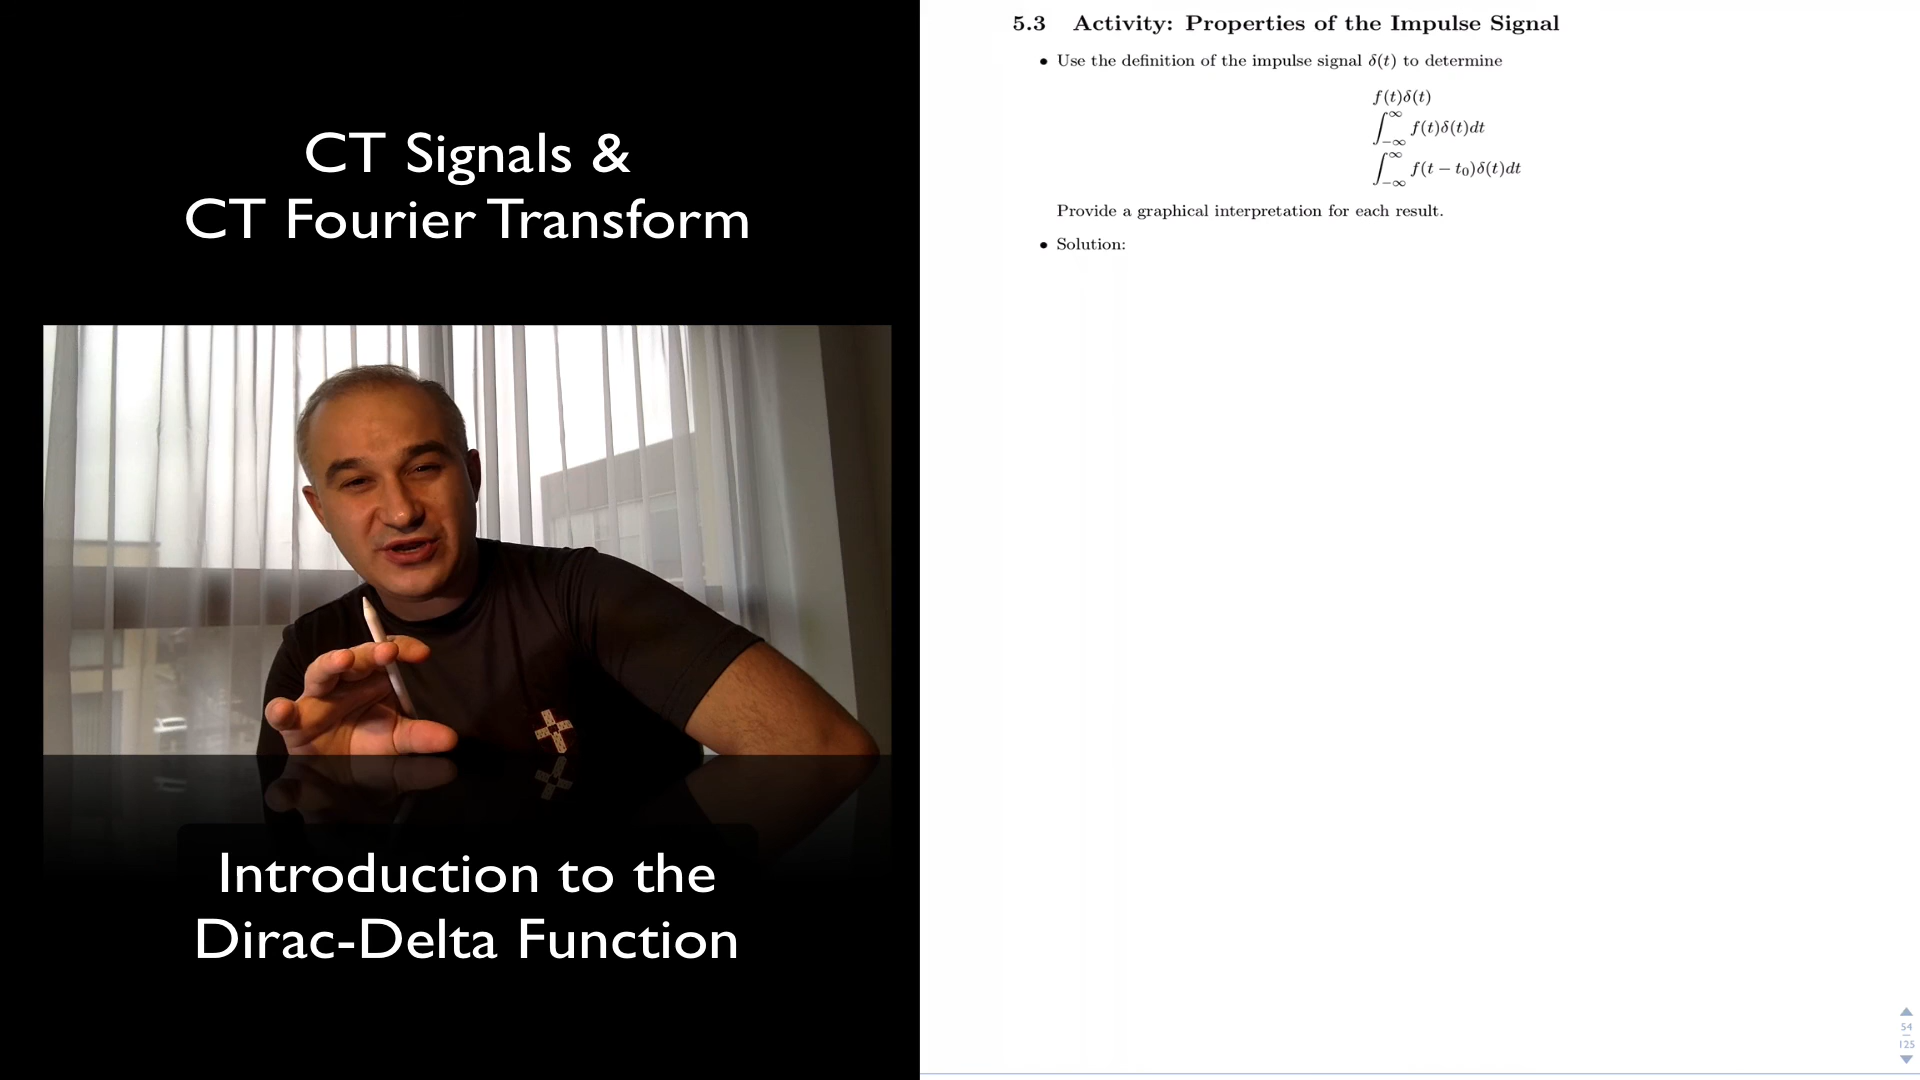 CT Signals &
CT Fourier Transform
Introduction to the
Dirac-Delta Function
5.3 Activity: Properties of the Impulse Signal
• Use the definition of the impulse signal δ(t) to determine
f(t)δ(t)
∫_{-∞}^{∞} f(t)δ(t)dt
∫_{-∞}^{∞} f(t − t₀)δ(t)dt
Provide a graphical interpretation for each result.
• Solution:
54
125